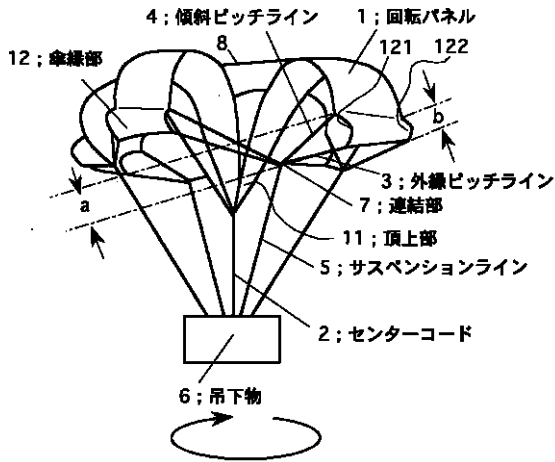 4；傾斜ピッチライン
1；回転パネル
8
121
122
12；傘縁部
b
3；外縁ピッチライン
a
7；連結部
11；頂上部
5；サスペンションライン
2；センターコード
6；吊下物